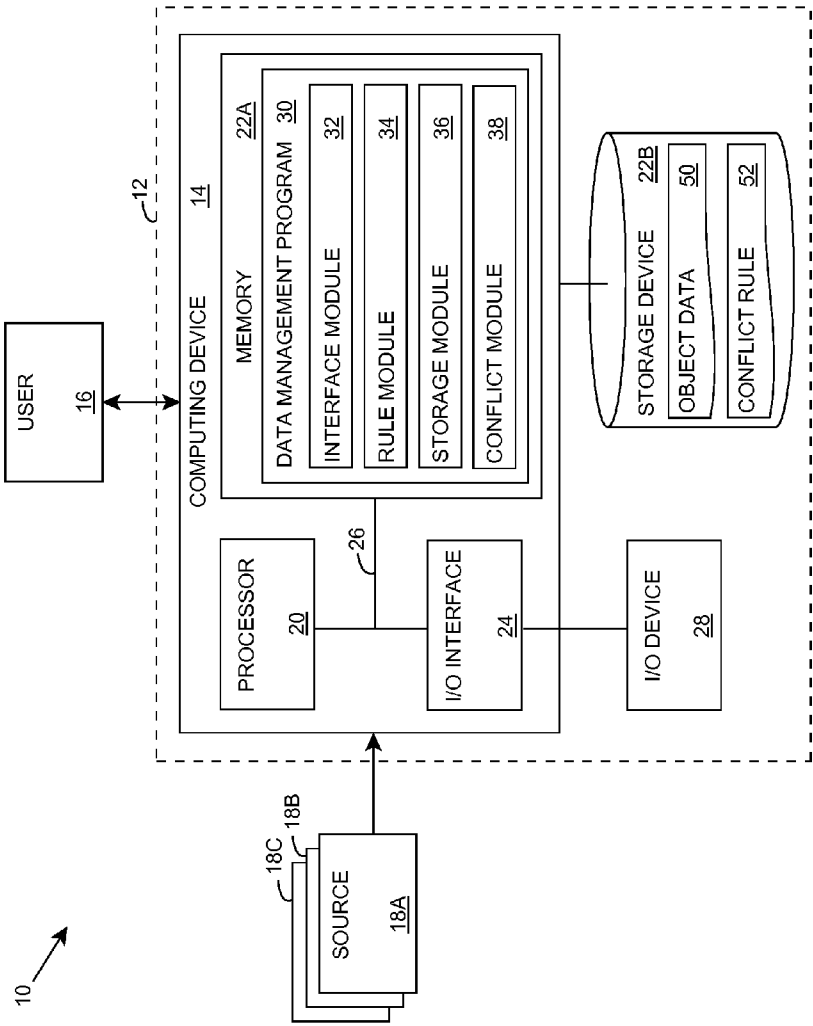 10
12
USER
16
COMPUTING DEVICE 14
MEMORY 22A
DATA MANAGEMENT PROGRAM 30
INTERFACE MODULE 32
RULE MODULE 34
STORAGE MODULE 36
CONFLICT MODULE 38
PROCESSOR
20
26
I/O INTERFACE
24
18C
18B
SOURCE
18A
I/O DEVICE
28
STORAGE DEVICE 22B
OBJECT DATA 50
CONFLICT RULE 52